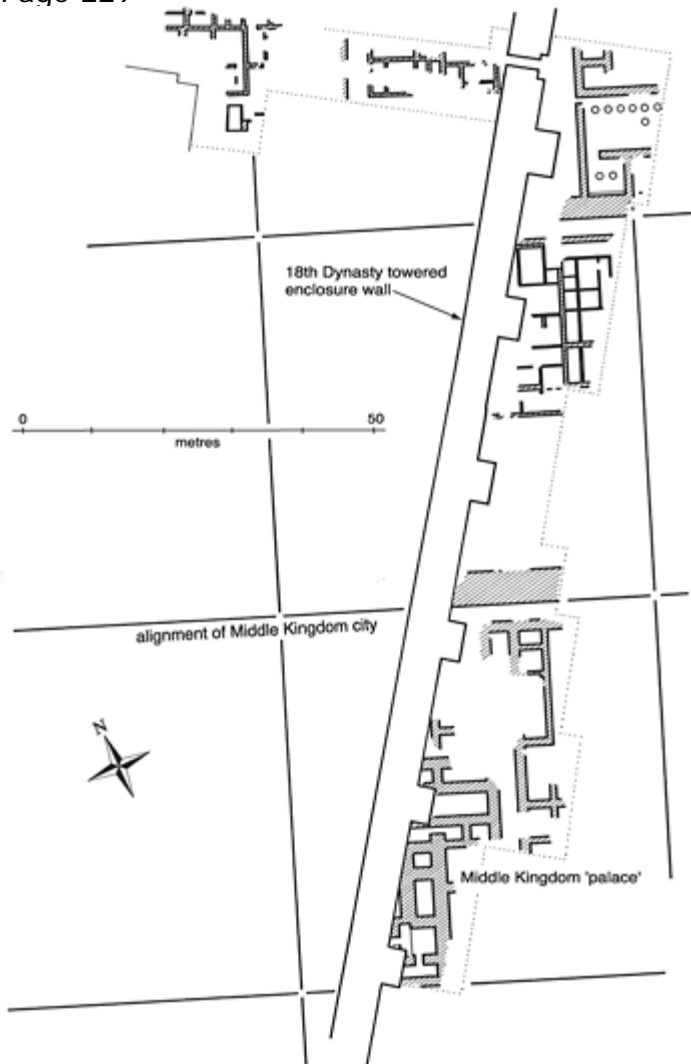 18th Dynasty towered
enclosure wall
0
50
metres
alignment of Middle Kingdom city
N
Middle Kingdom 'palace'